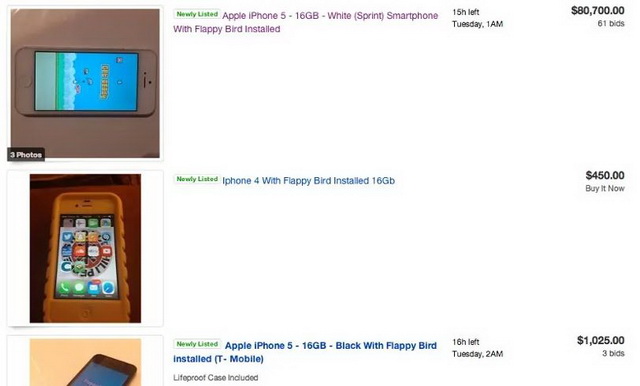 Newly Listed Apple iPhone 5 - 16GB - White (Sprint) Smartphone
With Flappy Bird Installed
15h left
Tuesday, 1AM
$80,700.00
61 bids
3 Photos
Newly Listed Iphone 4 With Flappy Bird Installed 16Gb
$450.00
Buy It Now
Newly Listed Apple iPhone 5 - 16GB - Black With Flappy Bird
installed (T- Mobile)
Lifeproof Case Included
16h left
Tuesday, 2AM
$1,025.00
3 bids